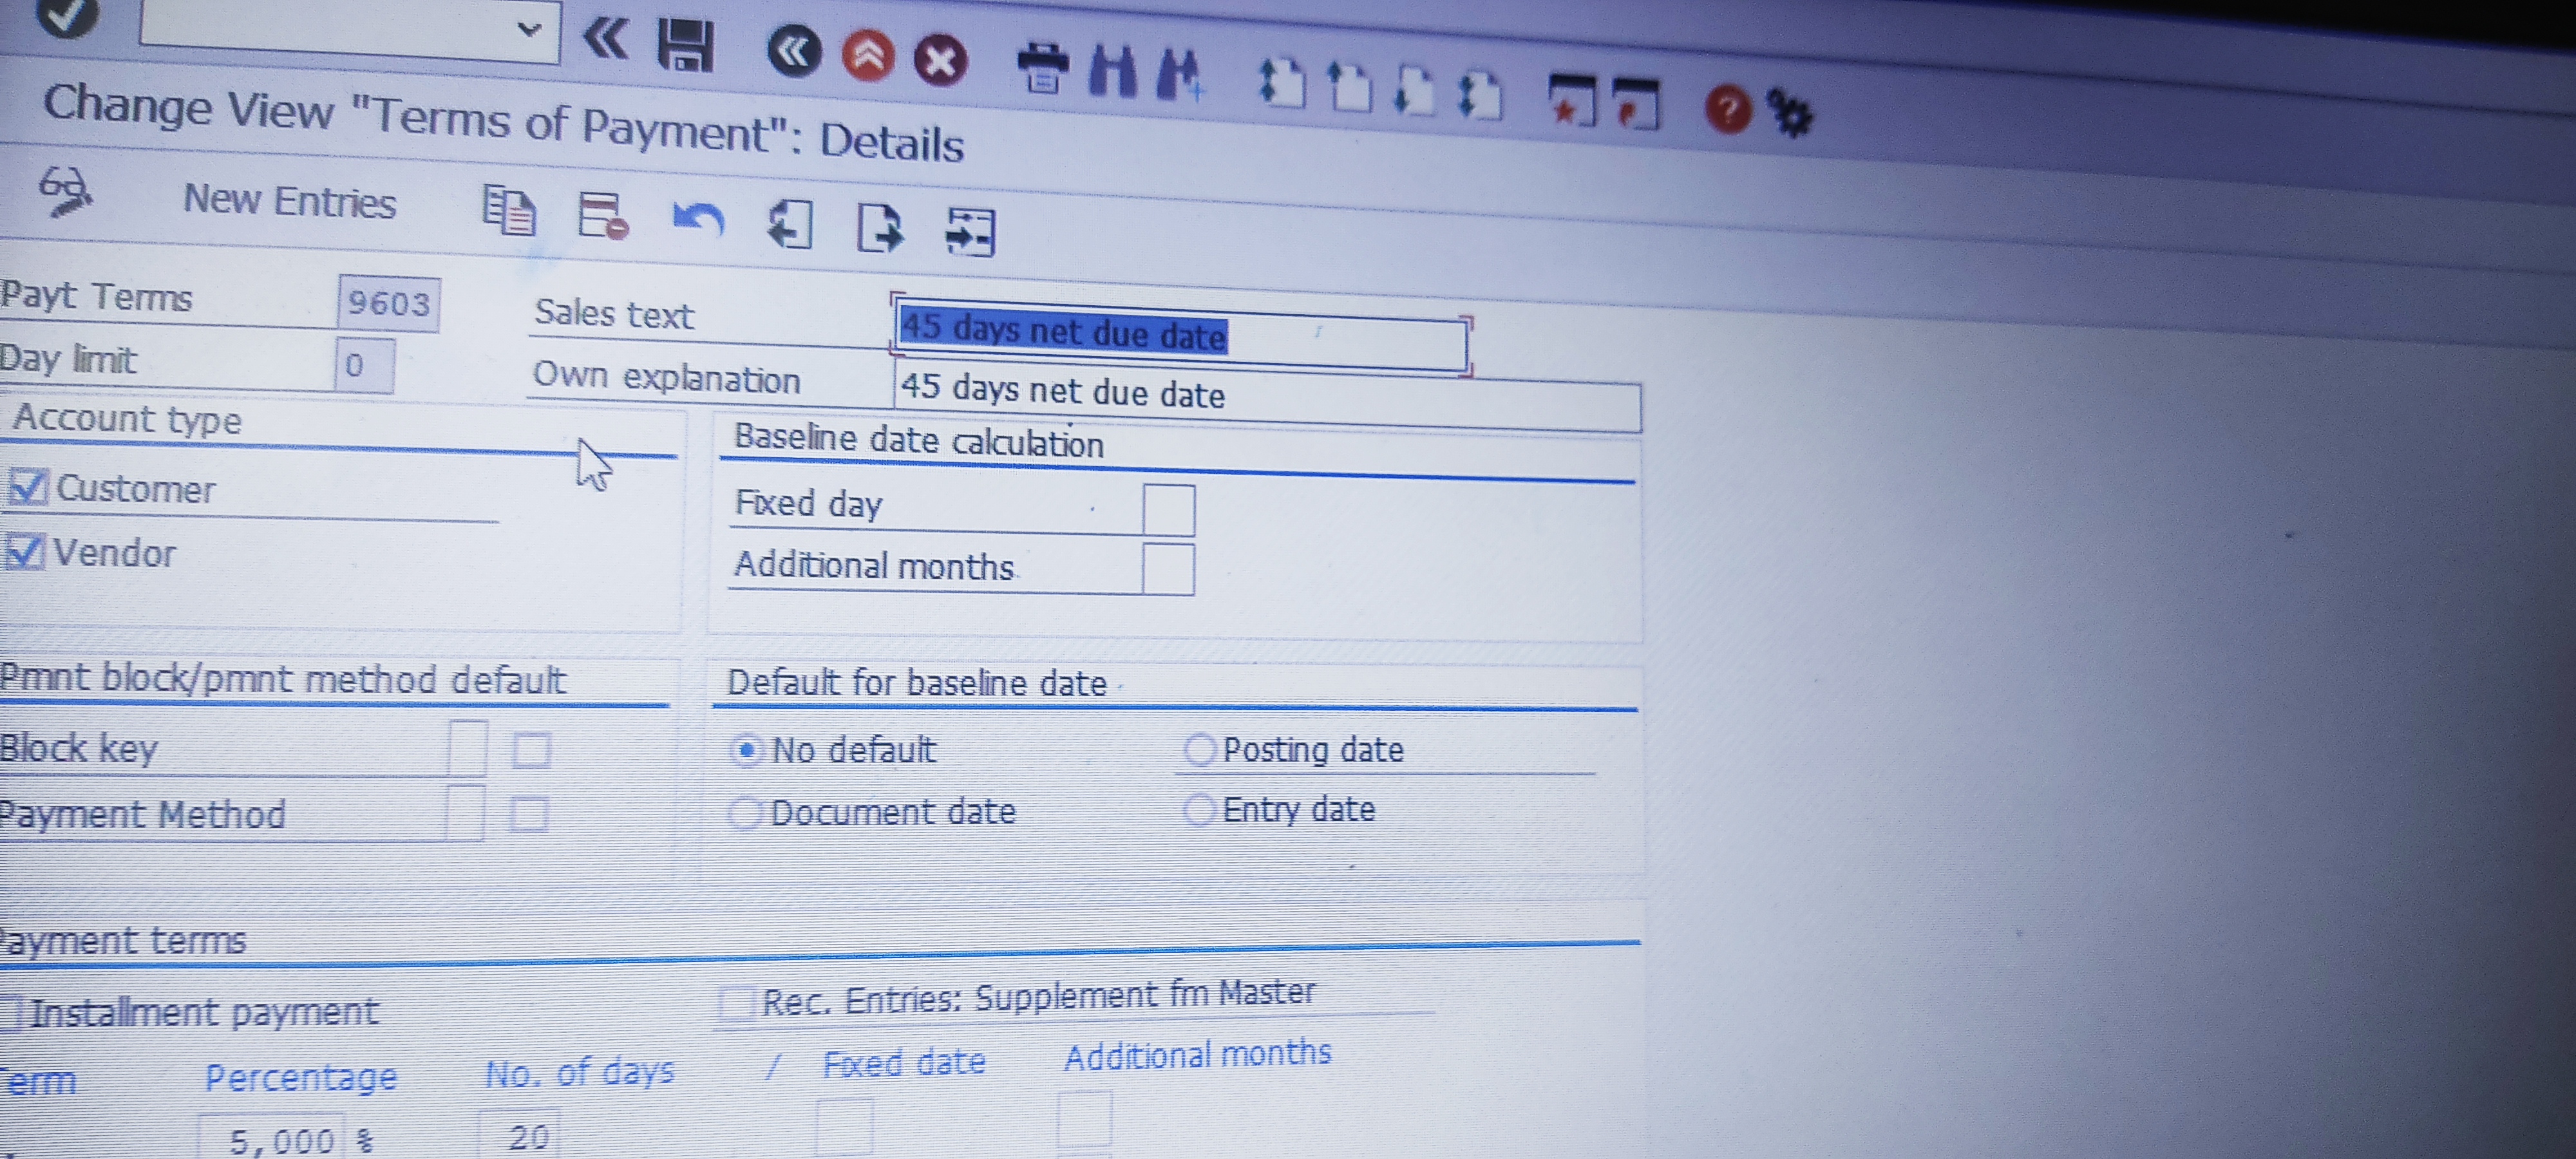 Change View "Terms of Payment": Details
New Entries
Payt Terms 9603 Sales text 45 days net due date
Day limit 0 Own explanation 45 days net due date
Account type
Baseline date calculation
Customer
Fixed day
Vendor
Additional months
Pmnt block/pmnt method default
Default for baseline date
Block key
No default Posting date
Payment Method
Document date Entry date
ayment terms
Installment payment Rec. Entries: Supplement fm Master
erm Percentage No. of days / Fixed date Additional months
5,000 % 20